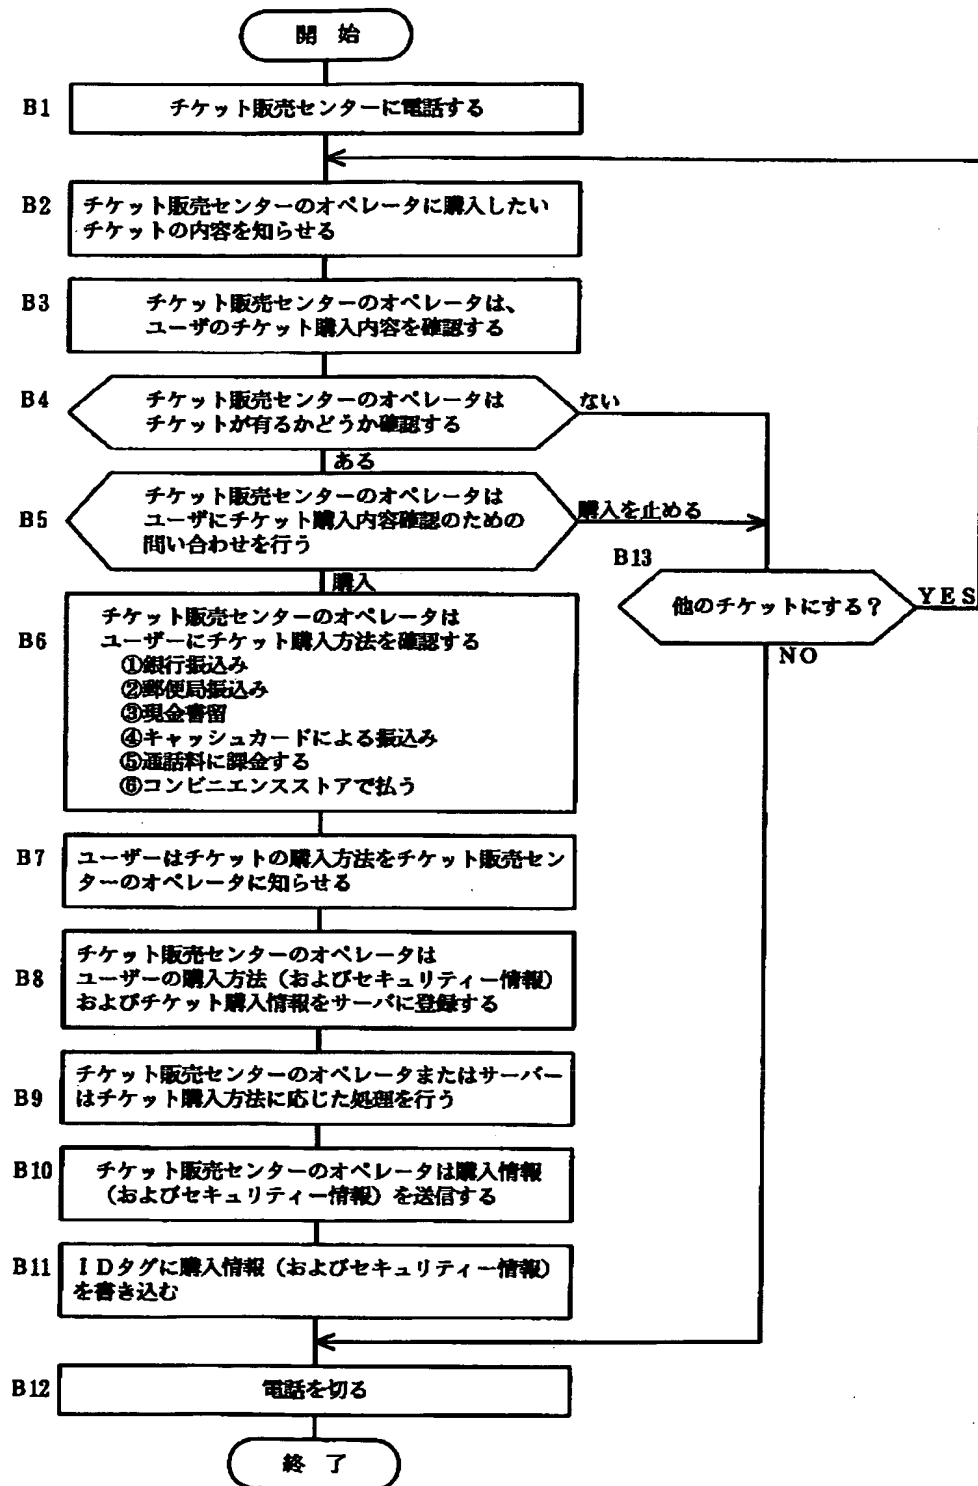 開 始
B1
チケット販売センターに電話する
B2
チケット販売センターのオペレータに購入したい
チケットの内容を知らせる
B3
チケット販売センターのオペレータは、
ユーザのチケット購入内容を確認する
B4
チケット販売センターのオペレータは
チケットが有るかどうか確認する
ない
ある
B5
チケット販売センターのオペレータは
ユーザにチケット購入内容確認のための
問い合わせを行う
購入を止める
購入
B13
他のチケットにする?
YES
NO
B6
チケット販売センターのオペレータは
ユーザーにチケット購入方法を確認する
①銀行振込み
②郵便局振込み
③現金書留
④キャッシュカードによる振込み
⑤通話料に課金する
⑥コンビニエンスストアで払う
B7
ユーザーはチケットの購入方法をチケット販売セン
ターのオペレータに知らせる
B8
チケット販売センターのオペレータは
ユーザーの購入方法(およびセキュリティー情報)
およびチケット購入情報をサーバに登録する
B9
チケット販売センターのオペレータまたはサーバー
はチケット購入方法に応じた処理を行う
B10
チケット販売センターのオペレータは購入情報
(およびセキュリティー情報)を送信する
B11
IDタグに購入情報(およびセキュリティー情報)
を書き込む
B12
電話を切る
終 了